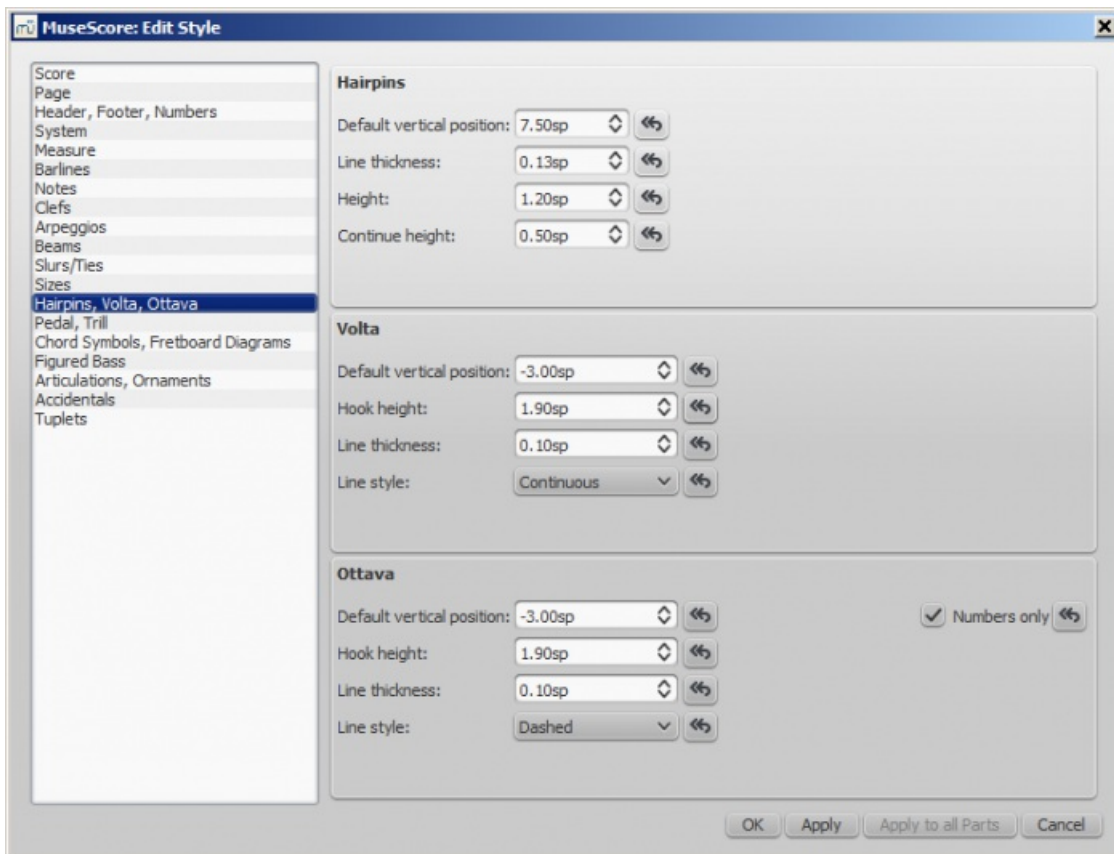 MuseScore: Edit Style
Score
Page
Header, Footer, Numbers
System
Measure
Barlines
Notes
Clefs
Arpeggios
Beams
Slurs/Ties
Sizes
Hairpins, Volta, Ottava
Pedal, Trill
Chord Symbols, Fretboard Diagrams
Figured Bass
Articulations, Ornaments
Accidentals
Tuplets
Hairpins
Default vertical position: 7.50sp
Line thickness: 0.13sp
Height: 1.20sp
Continue height: 0.50sp
Volta
Default vertical position: -3.00sp
Hook height: 1.90sp
Line thickness: 0.10sp
Line style: Continuous
Ottava
Default vertical position: -3.00sp Numbers only
Hook height: 1.90sp
Line thickness: 0.10sp
Line style: Dashed
OK Apply Apply to all Parts Cancel